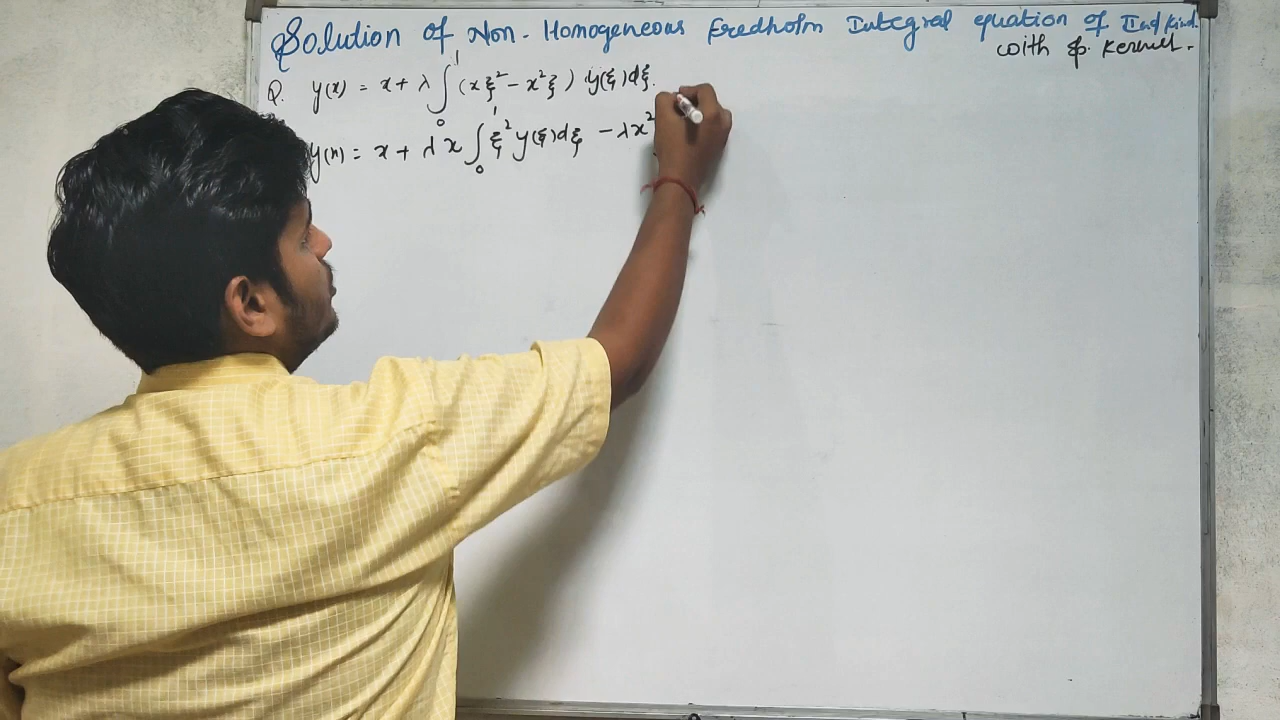 Solution of Non-Homogeneous Fredholm Integral equation of IInd kind
with sp. Kernel.
Q. y(x) = x + λ ∫₀¹ (xξ² - x²ξ) y(ξ)dξ.
y(x) = x + λx ∫₀¹ ξ² y(ξ)dξ - λx²